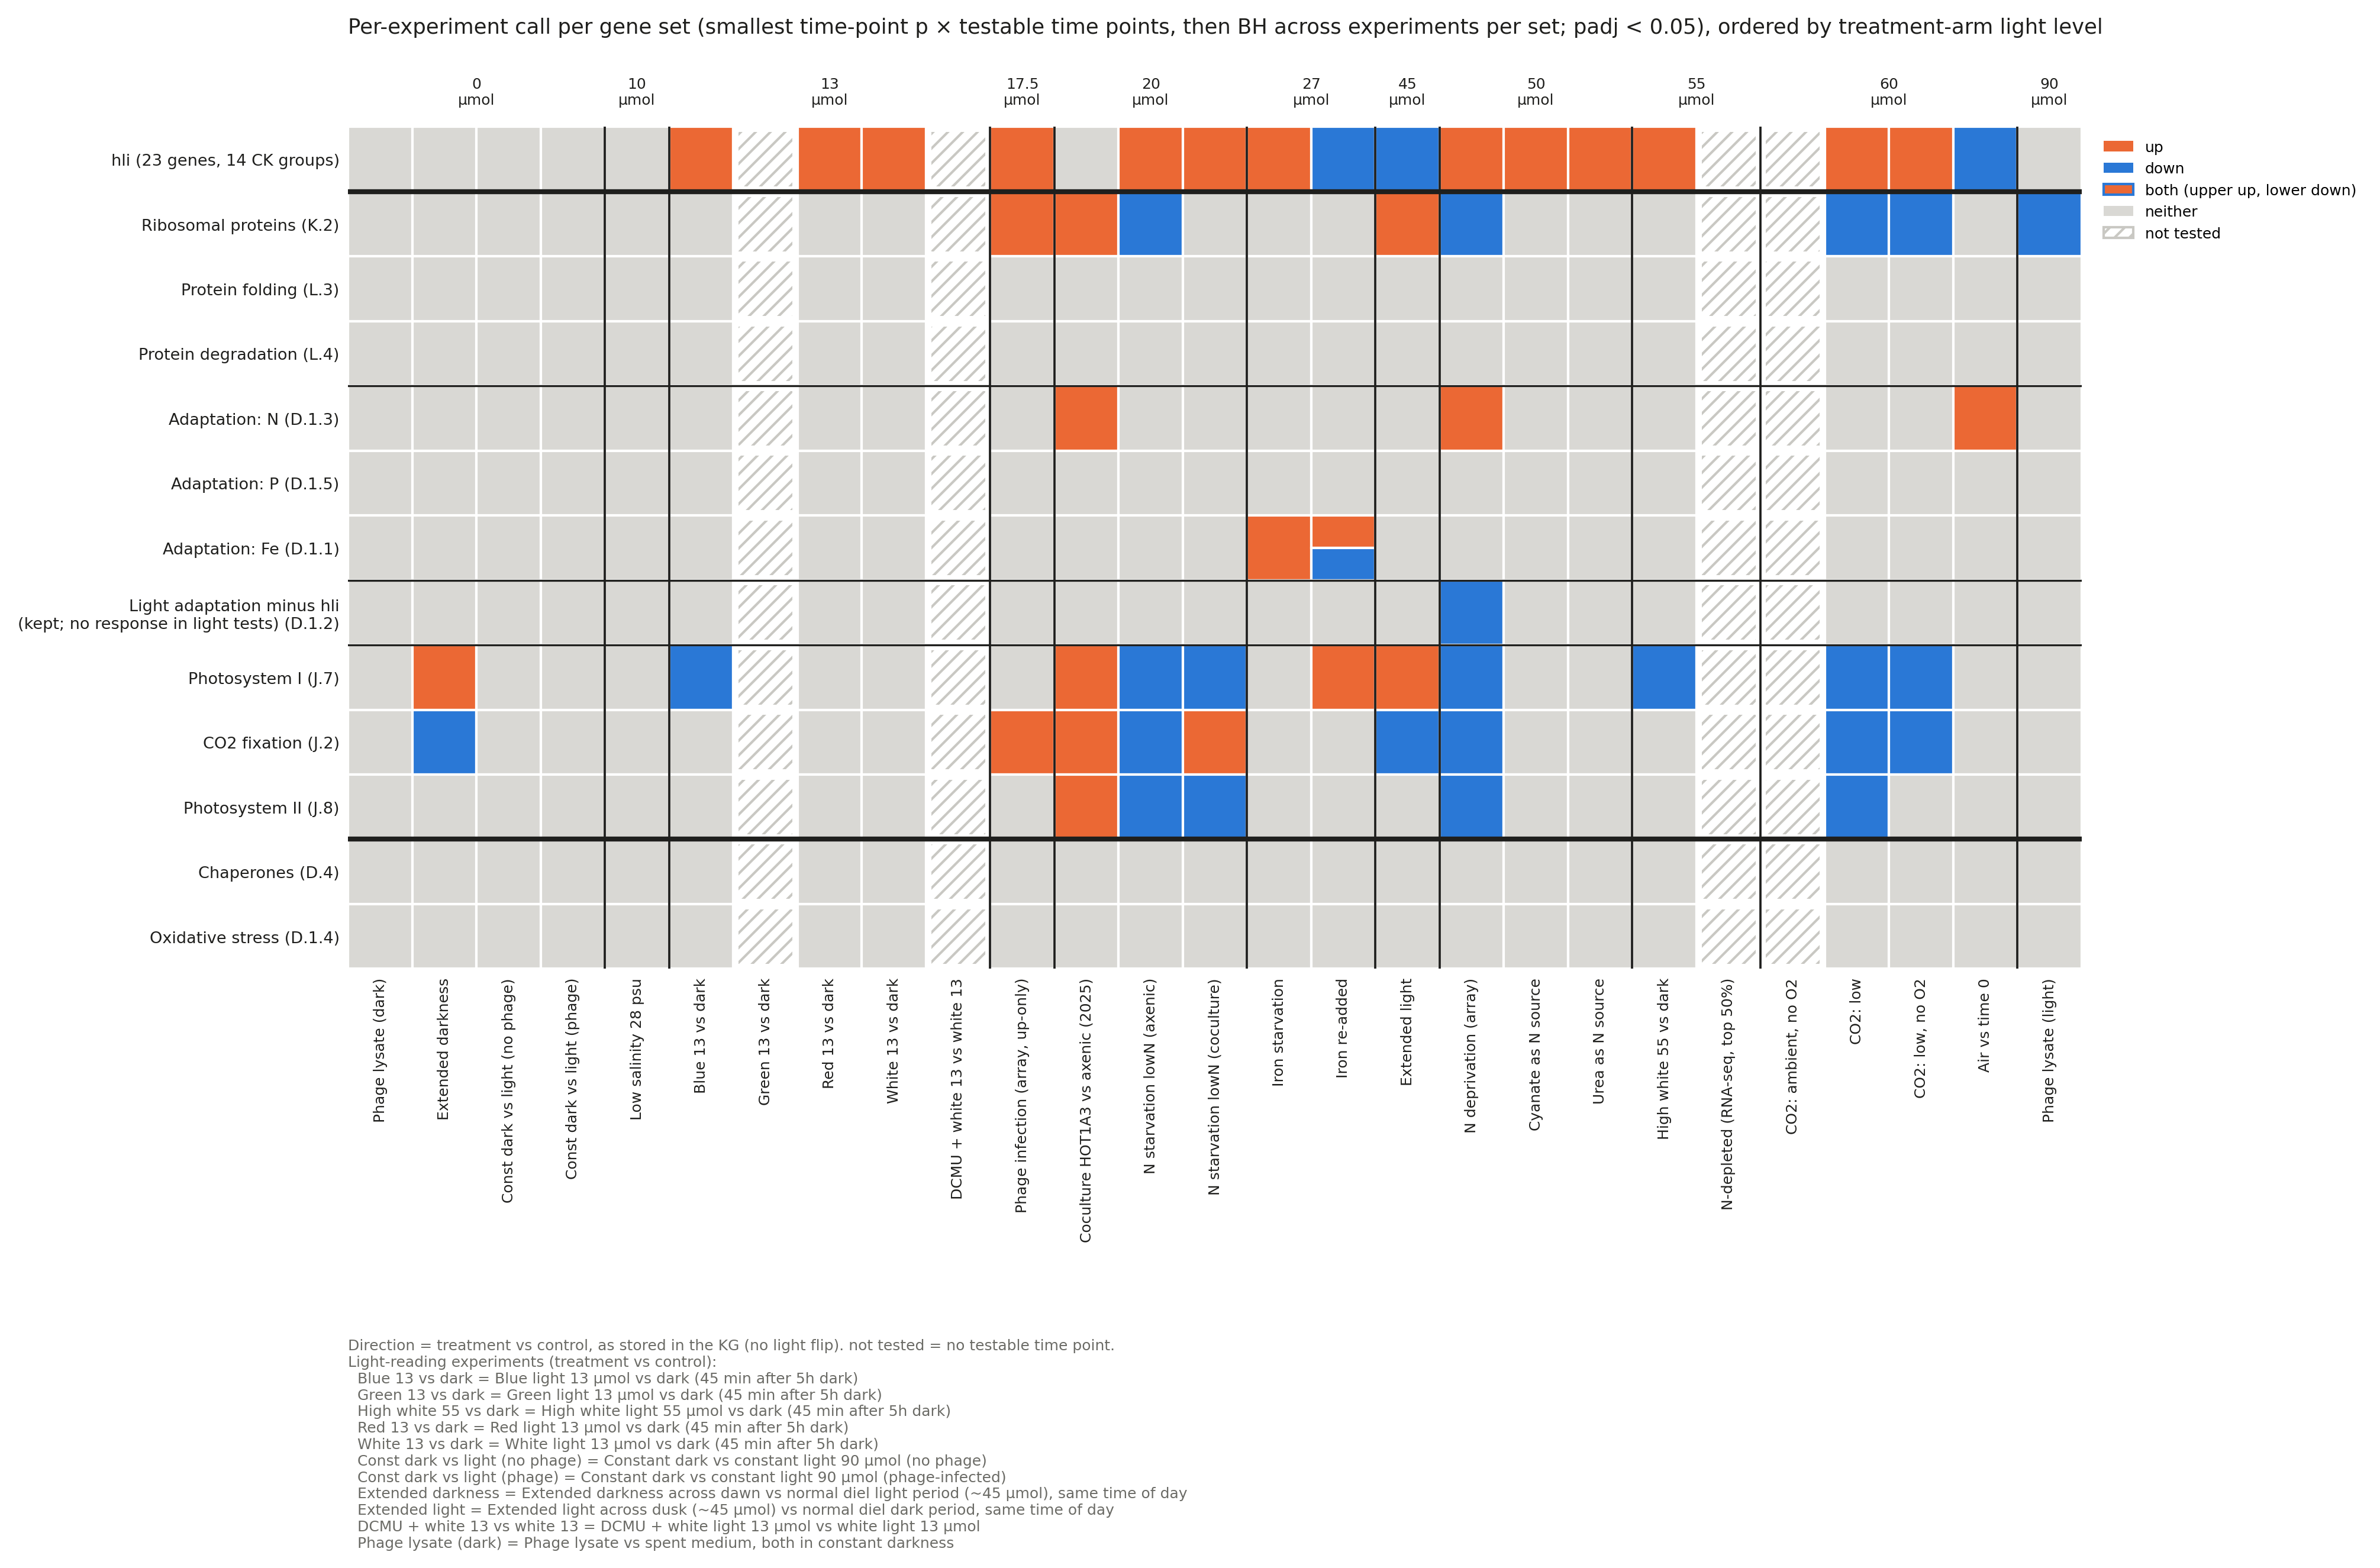 Per-experiment call per gene set (smallest time-point p × testable time points, then BH across experiments per set; padj < 0.05), ordered by treatment-arm light level
0 10 13 17.5 20 27 45 50 55 60 90
µmol µmol µmol µmol µmol µmol µmol µmol µmol µmol µmol
up
down
both (upper up, lower down)
neither
not tested
hli (23 genes, 14 CK groups)
Ribosomal proteins (K.2)
Protein folding (L.3)
Protein degradation (L.4)
Adaptation: N (D.1.3)
Adaptation: P (D.1.5)
Adaptation: Fe (D.1.1)
Light adaptation minus hli
(kept; no response in light tests) (D.1.2)
Photosystem I (J.7)
CO2 fixation (J.2)
Photosystem II (J.8)
Chaperones (D.4)
Oxidative stress (D.1.4)
Phage lysate (dark)
Extended darkness
Const dark vs light (no phage)
Const dark vs light (phage)
Low salinity 28 psu
Blue 13 vs dark
Green 13 vs dark
Red 13 vs dark
White 13 vs dark
DCMU + white 13 vs white 13
Phage infection (array, up-only)
Coculture HOT1A3 vs axenic (2025)
N starvation lowN (axenic)
N starvation lowN (coculture)
Iron starvation
Iron re-added
Extended light
N deprivation (array)
Cyanate as N source
Urea as N source
High white 55 vs dark
N-depleted (RNA-seq, top 50%)
CO2: ambient, no O2
CO2: low
CO2: low, no O2
Air vs time 0
Phage lysate (light)
Direction = treatment vs control, as stored in the KG (no light flip). not tested = no testable time point.
Light-reading experiments (treatment vs control):
Blue 13 vs dark = Blue light 13 µmol vs dark (45 min after 5h dark)
Green 13 vs dark = Green light 13 µmol vs dark (45 min after 5h dark)
High white 55 vs dark = High white light 55 µmol vs dark (45 min after 5h dark)
Red 13 vs dark = Red light 13 µmol vs dark (45 min after 5h dark)
White 13 vs dark = White light 13 µmol vs dark (45 min after 5h dark)
Const dark vs light (no phage) = Constant dark vs constant light 90 µmol (no phage)
Const dark vs light (phage) = Constant dark vs constant light 90 µmol (phage-infected)
Extended darkness = Extended darkness across dawn vs normal diel light period (~45 µmol), same time of day
Extended light = Extended light across dusk (~45 µmol) vs normal diel dark period, same time of day
DCMU + white 13 vs white 13 = DCMU + white light 13 µmol vs white light 13 µmol
Phage lysate (dark) = Phage lysate vs spent medium, both in constant darkness